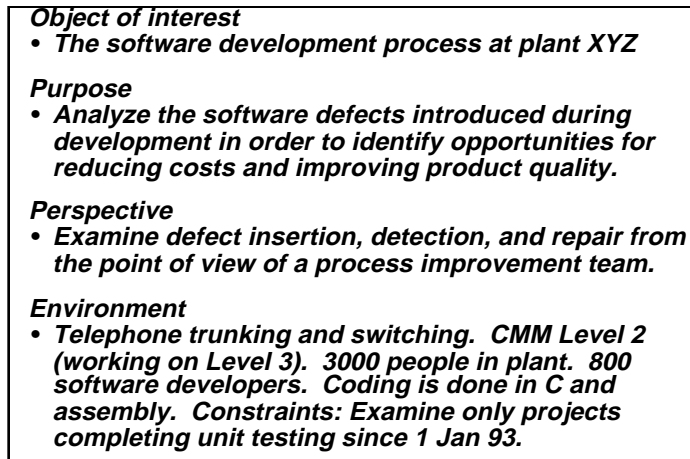 Object of interest
• The software development process at plant XYZ
Purpose
• Analyze the software defects introduced during
development in order to identify opportunities for
reducing costs and improving product quality.
Perspective
• Examine defect insertion, detection, and repair from
the point of view of a process improvement team.
Environment
• Telephone trunking and switching.  CMM Level 2
(working on Level 3).  3000 people in plant.  800
software developers.  Coding is done in C and
assembly.  Constraints: Examine only projects
completing unit testing since 1 Jan 93.